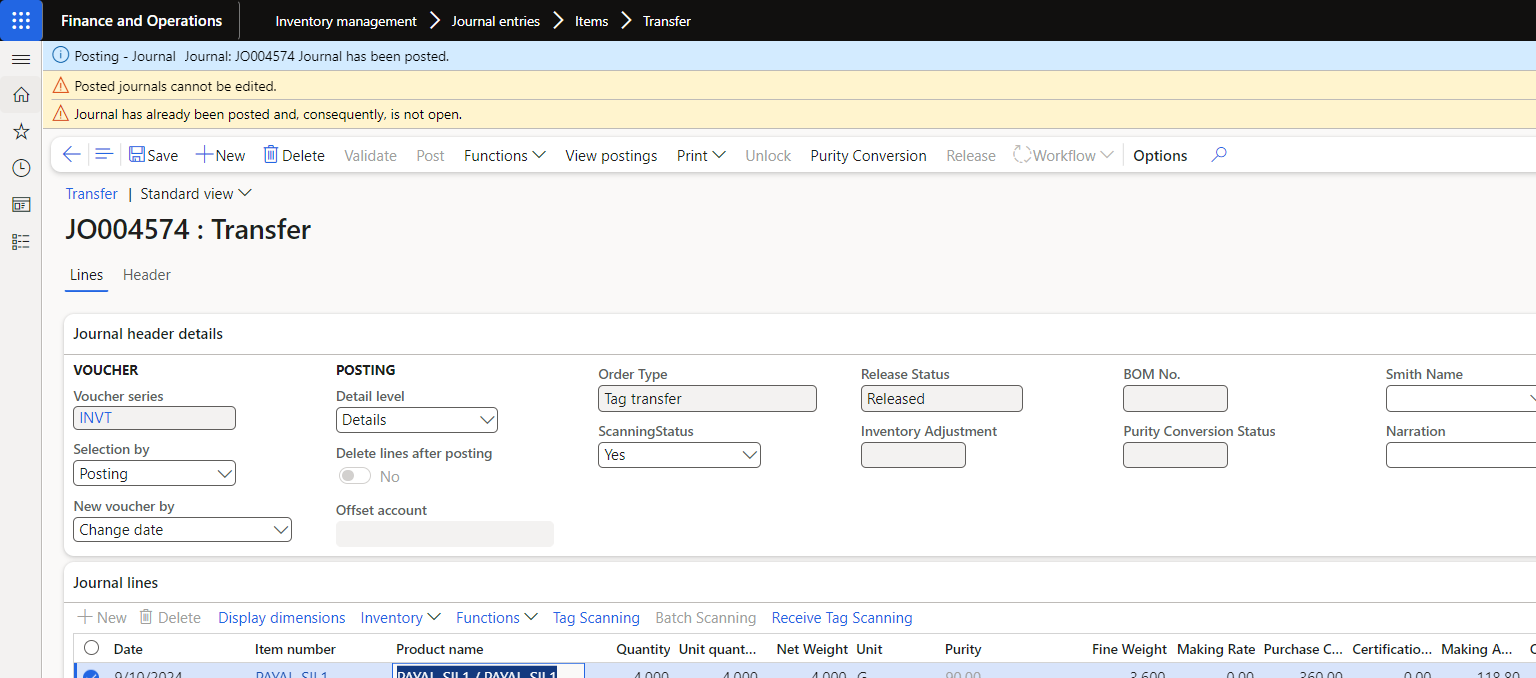 Finance and Operations Inventory management Journal entries Items Transfer
Posting - Journal Journal: JO004574 Journal has been posted.
Posted journals cannot be edited.
Journal has already been posted and, consequently, is not open.
Save New Delete Validate Post Functions View postings Print Unlock Purity Conversion Release Workflow Options
Transfer | Standard view
JO004574 : Transfer
Lines Header
Journal header details
VOUCHER
Voucher series
INVT
Selection by
Posting
New voucher by
Change date
POSTING
Detail level
Details
Delete lines after posting
No
Offset account
Order Type
Tag transfer
ScanningStatus
Yes
Release Status
Released
Inventory Adjustment
BOM No.
Purity Conversion Status
Smith Name
Narration
Journal lines
New Delete Display dimensions Inventory Functions Tag Scanning Batch Scanning Receive Tag Scanning
Date Item number Product name Quantity Unit quant... Net Weight Unit Purity Fine Weight Making Rate Purchase C... Certificatio... Making A...
9/10/2024 PAYAL_SIL1 PAYAL_SIL1 / PAYAL_SIL1 4.000 4.000 4.000 G 90.00 3.600 0.00 360.00 0.00 118.80